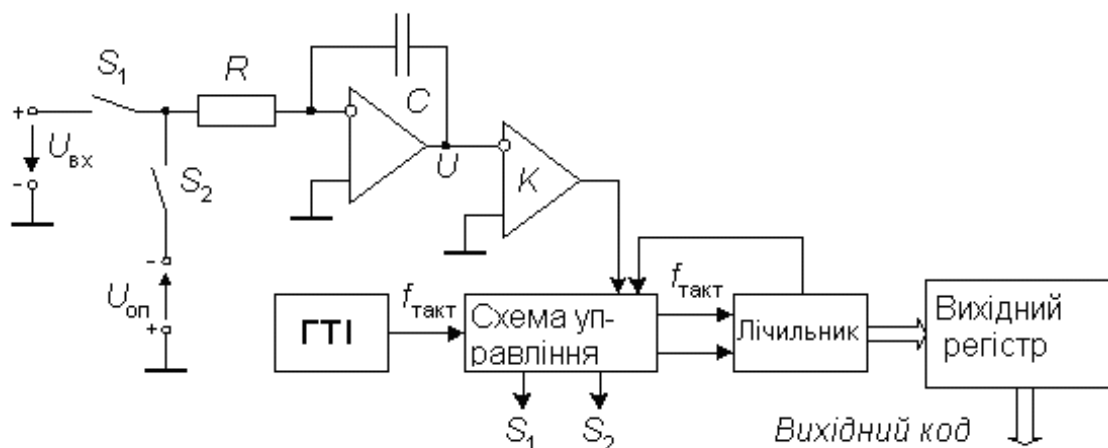 S1
R
C
+
Uвх
-
S2
U
K
-
Uоп
+
fтакт
fтакт
ГТІ
Схема уп-
равління
Лічильник
Вихідний
регістр
S1
S2
Вихідний код